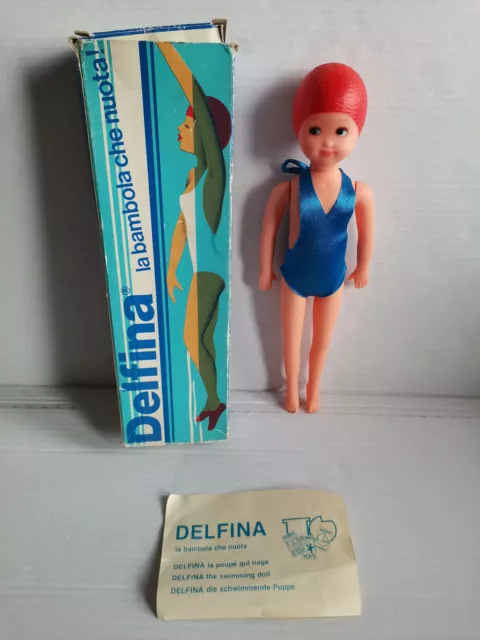 Delfina®
la bambola che nuota!
DELFINA
la bambola che nuota
DELFINA la poupé qui nage
DELFINA the swimming doll
DELFINA die schwimmende Puppe